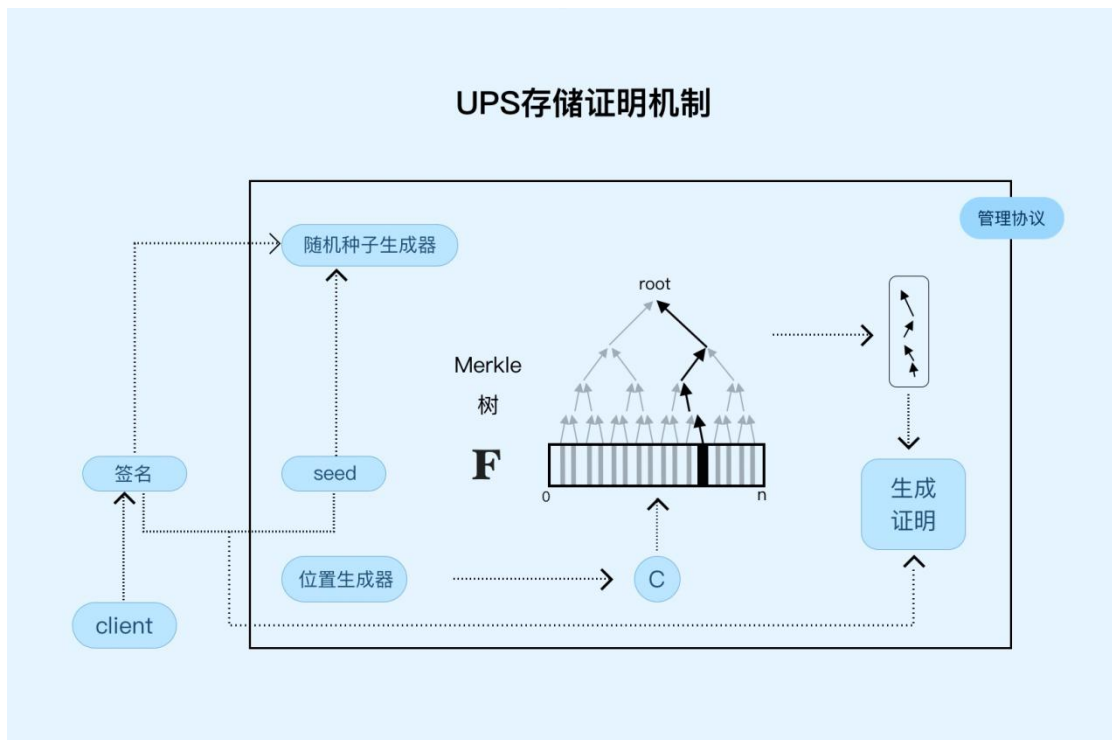 UPS存储证明机制
管理协议
随机种子生成器
root
Merkle
树
F
签名
seed
0
n
生成
证明
位置生成器
C
client